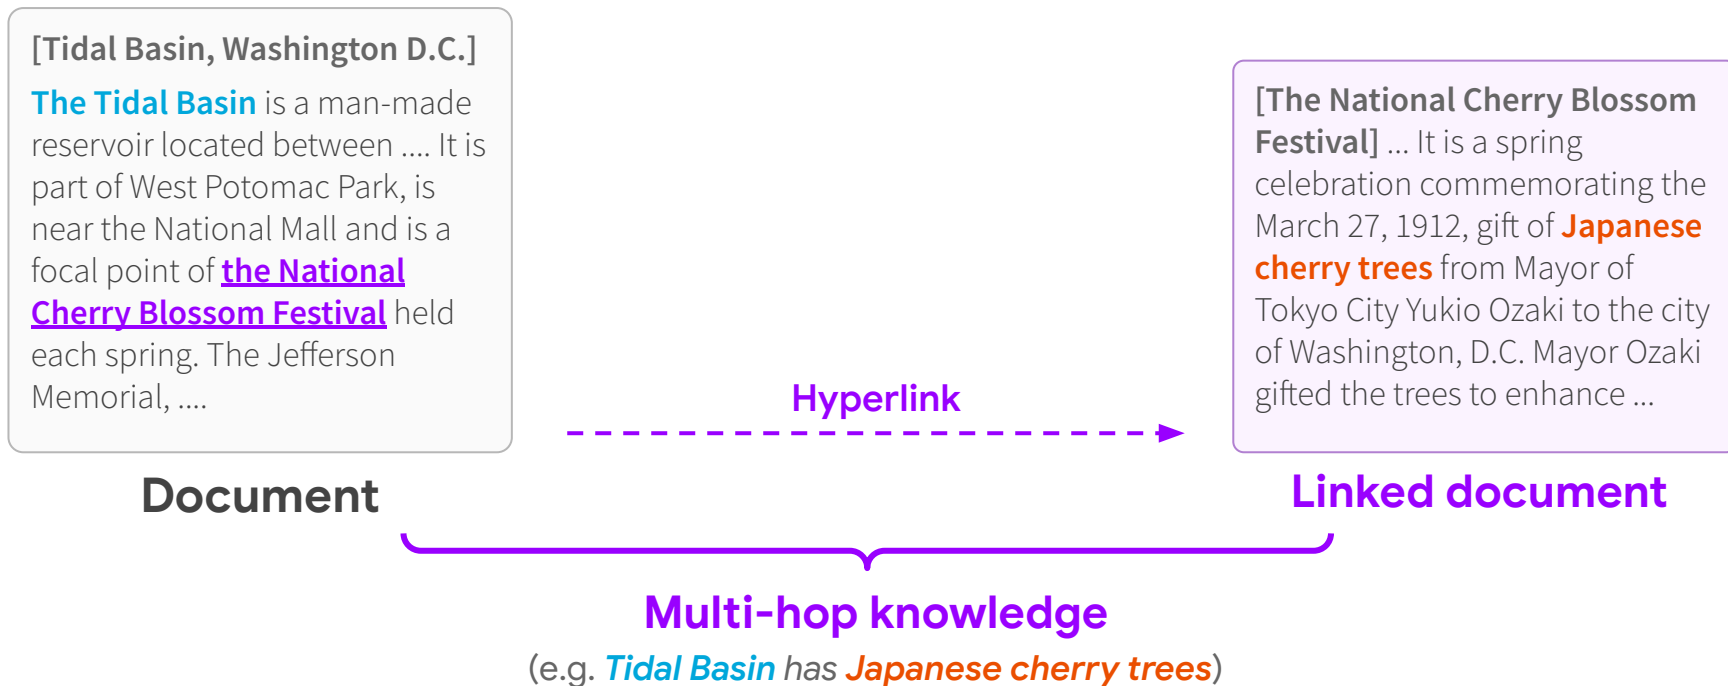 [Tidal Basin, Washington D.C.]
The Tidal Basin is a man-made
reservoir located between .... It is
part of West Potomac Park, is
near the National Mall and is a
focal point of the National
Cherry Blossom Festival held
each spring. The Jefferson
Memorial, ....
Document
Hyperlink
[The National Cherry Blossom
Festival] ... It is a spring
celebration commemorating the
March 27, 1912, gift of Japanese
cherry trees from Mayor of
Tokyo City Yukio Ozaki to the city
of Washington, D.C. Mayor Ozaki
gifted the trees to enhance ...
Linked document
Multi-hop knowledge
(e.g. Tidal Basin has Japanese cherry trees)